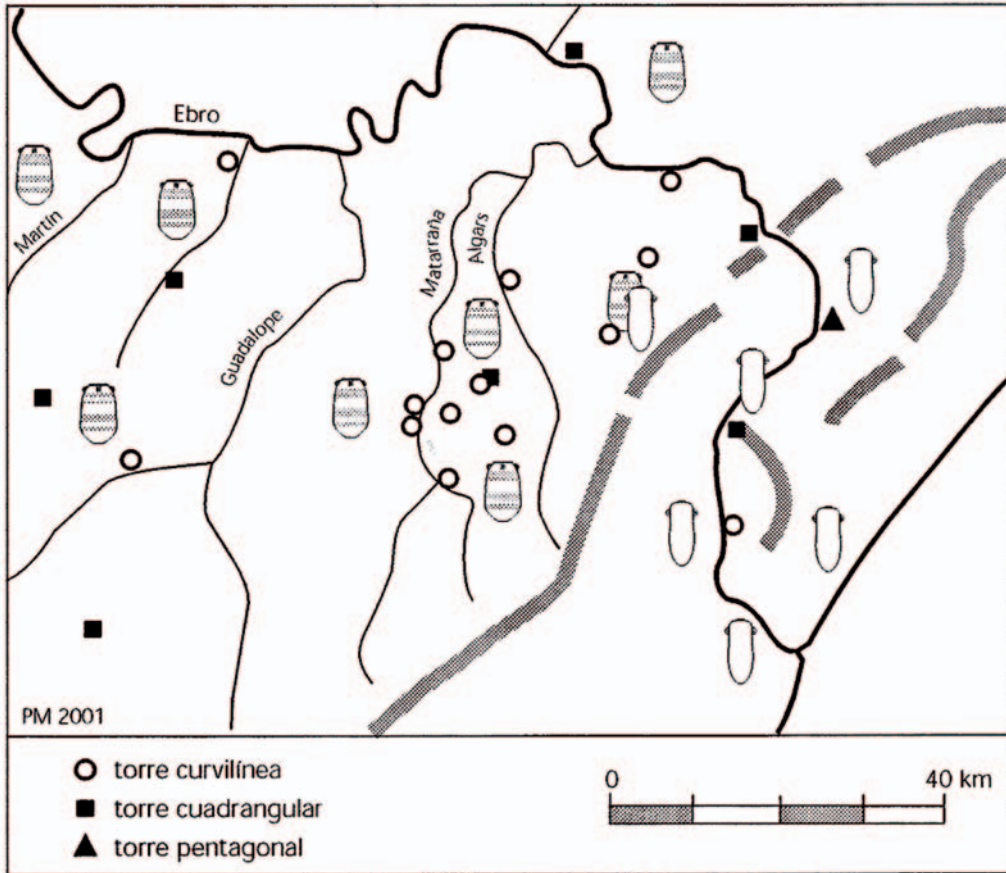 Ebro
Martín
Guadalope
Matarraña
Algars
PM 2001
torre curvilínea
torre cuadrangular
torre pentagonal
0 40 km